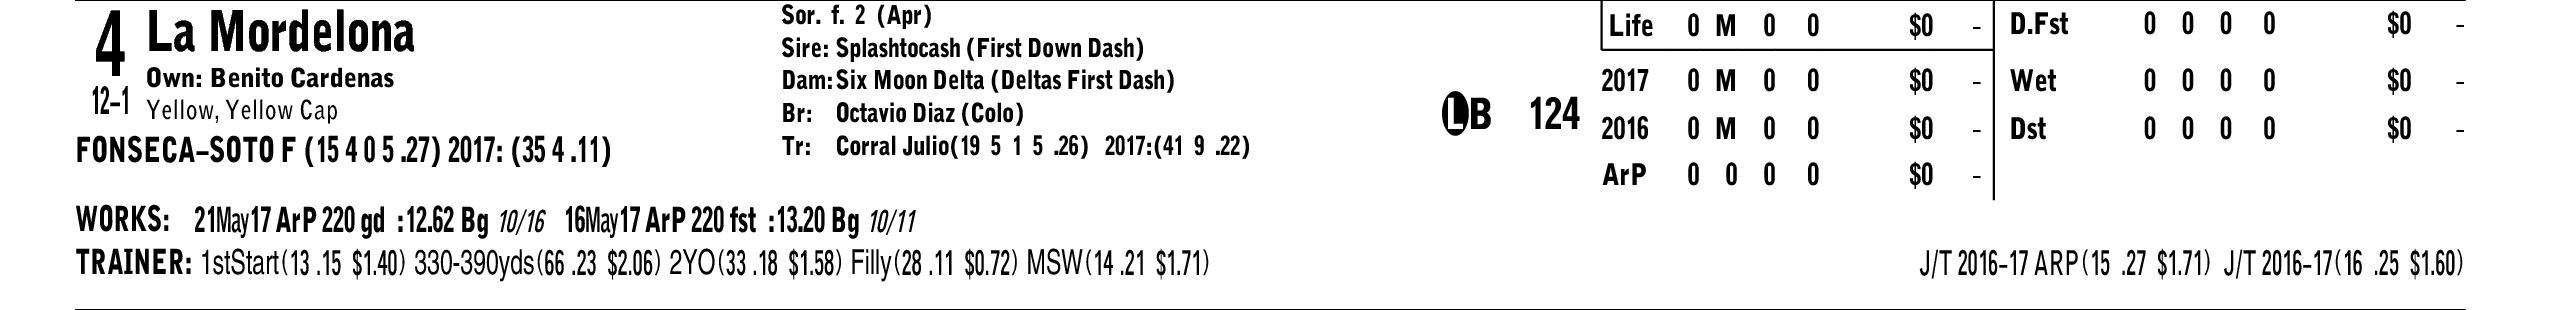 4 La Mordelona
Own: Benito Cardenas
12–1 Yellow, Yellow Cap
FONSECA–SOTO F (15 4 0 5 .27) 2017: (35 4 .11)
Sor. f. 2 (Apr)
Sire: Splashtocash (First Down Dash)
Dam: Six Moon Delta (Deltas First Dash)
Br: Octavio Diaz (Colo)
Tr: Corral Julio(19 5 1 5 .26) 2017:(41 9 .22)
LB 124
Life 0 M 0 0 $0 -
2017 0 M 0 0 $0 -
2016 0 M 0 0 $0 -
ArP 0 0 0 0 $0 -
D.Fst 0 0 0 0 $0 -
Wet 0 0 0 0 $0 -
Dst 0 0 0 0 $0 -
WORKS: 21May17 ArP 220 gd :12.62 Bg 10/16 16May17 ArP 220 fst :13.20 Bg 10/11
TRAINER: 1stStart(13 .15 $1.40) 330-390yds(66 .23 $2.06) 2YO(33 .18 $1.58) Filly(28 .11 $0.72) MSW(14 .21 $1.71) J/T 2016–17 ARP(15 .27 $1.71) J/T 2016–17(16 .25 $1.60)